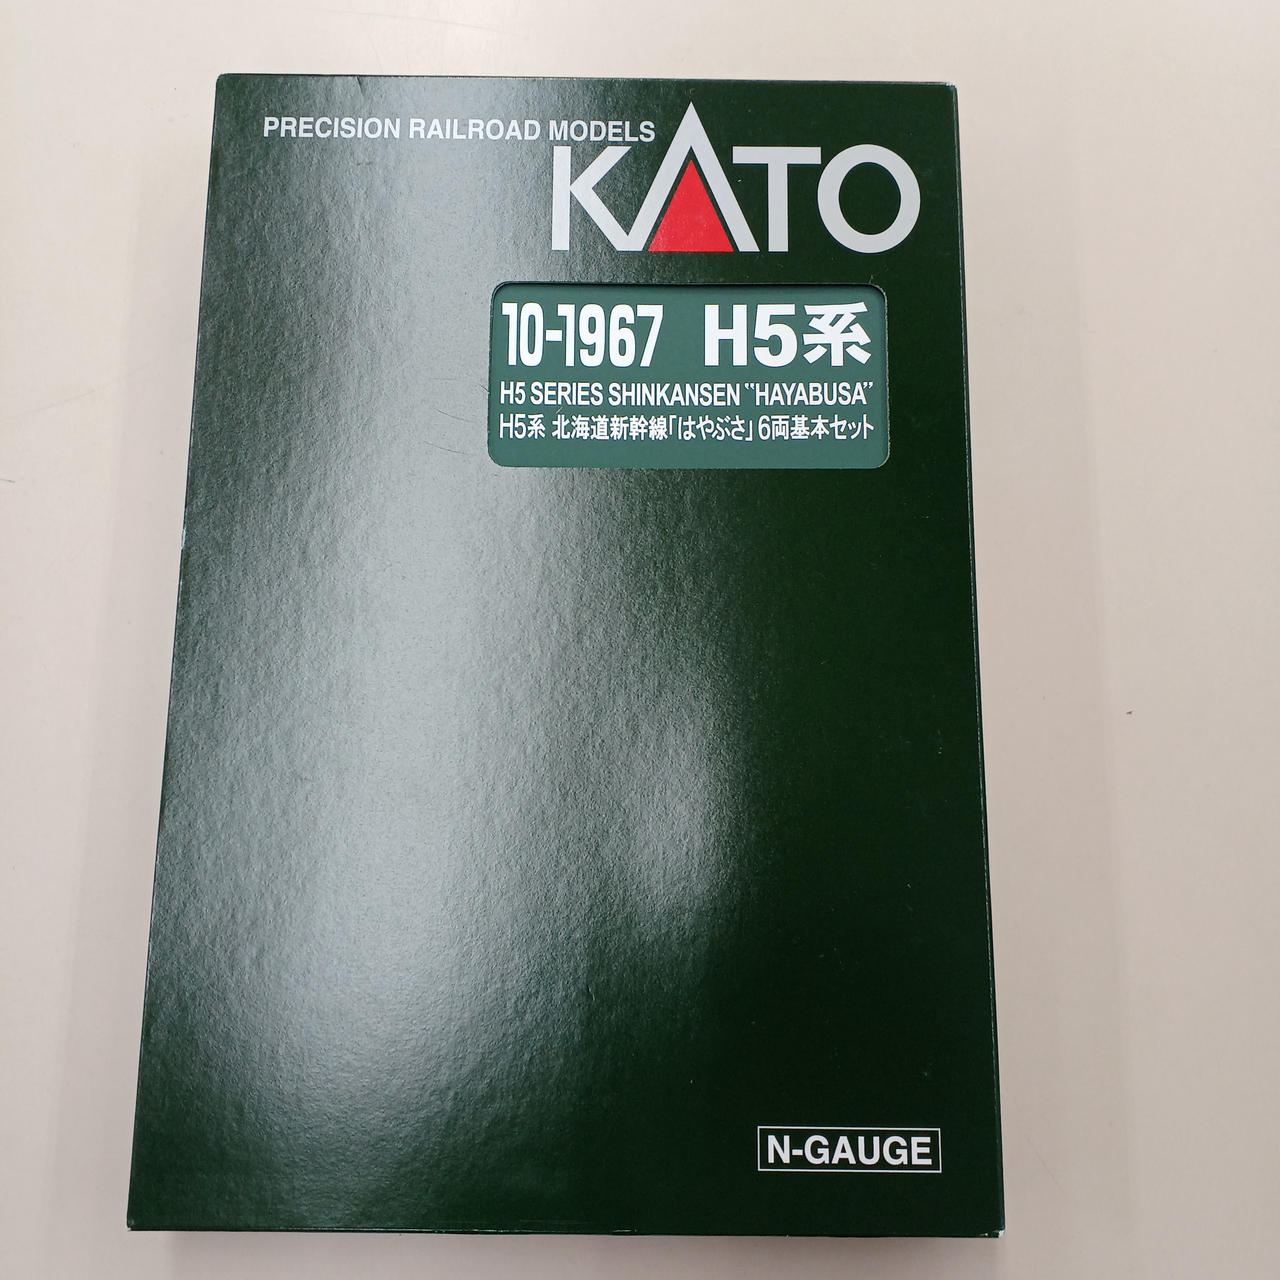 PRECISION RAILROAD MODELS
KATO
10-1967 H5系
H5 SERIES SHINKANSEN "HAYABUSA"
H5系 北海道新幹線「はやぶさ」6両基本セット
N-GAUGE